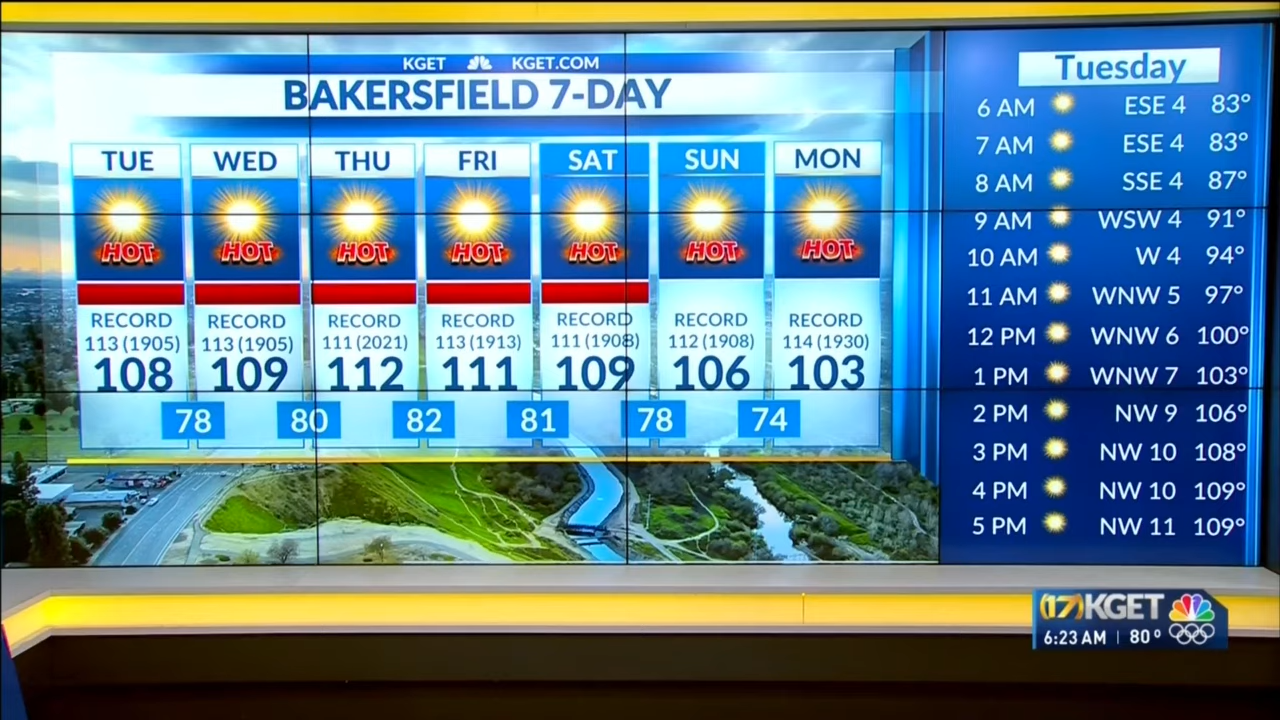 KGET KGET.COM
BAKERSFIELD 7-DAY
TUE WED THU FRI SAT SUN MON
HOT HOT HOT HOT HOT HOT HOT
RECORD RECORD RECORD RECORD RECORD RECORD RECORD
113 (1905) 113 (1905) 111 (2021) 113 (1913) 111 (1908) 112 (1908) 114 (1930)
108 109 112 111 109 106 103
78 80 82 81 78 74
Tuesday
6 AM ESE 4 83°
7 AM ESE 4 83°
8 AM SSE 4 87°
9 AM WSW 4 91°
10 AM W 4 94°
11 AM WNW 5 97°
12 PM WNW 6 100°
1 PM WNW 7 103°
2 PM NW 9 106°
3 PM NW 10 108°
4 PM NW 10 109°
5 PM NW 11 109°
17 KGET
6:23 AM | 80°